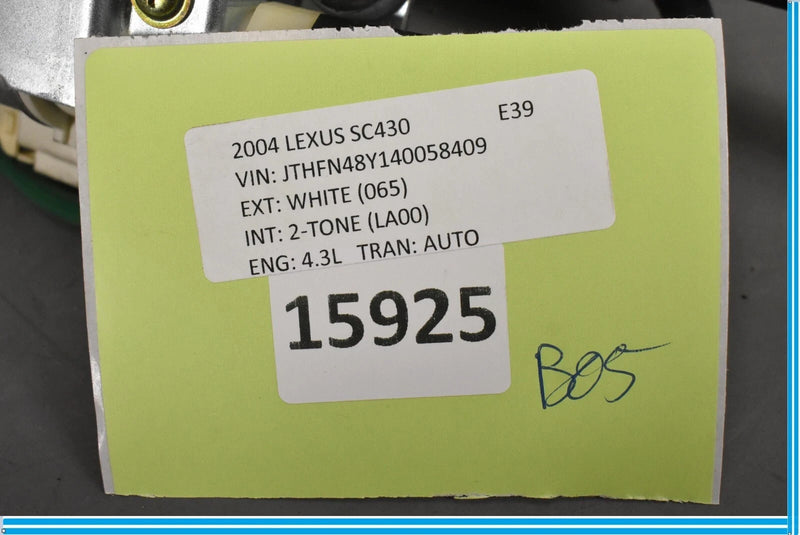 2004 LEXUS SC430 E39
VIN: JTHFN48Y140058409
EXT: WHITE (065)
INT: 2-TONE (LA00)
ENG: 4.3L TRAN: AUTO
15925
B05